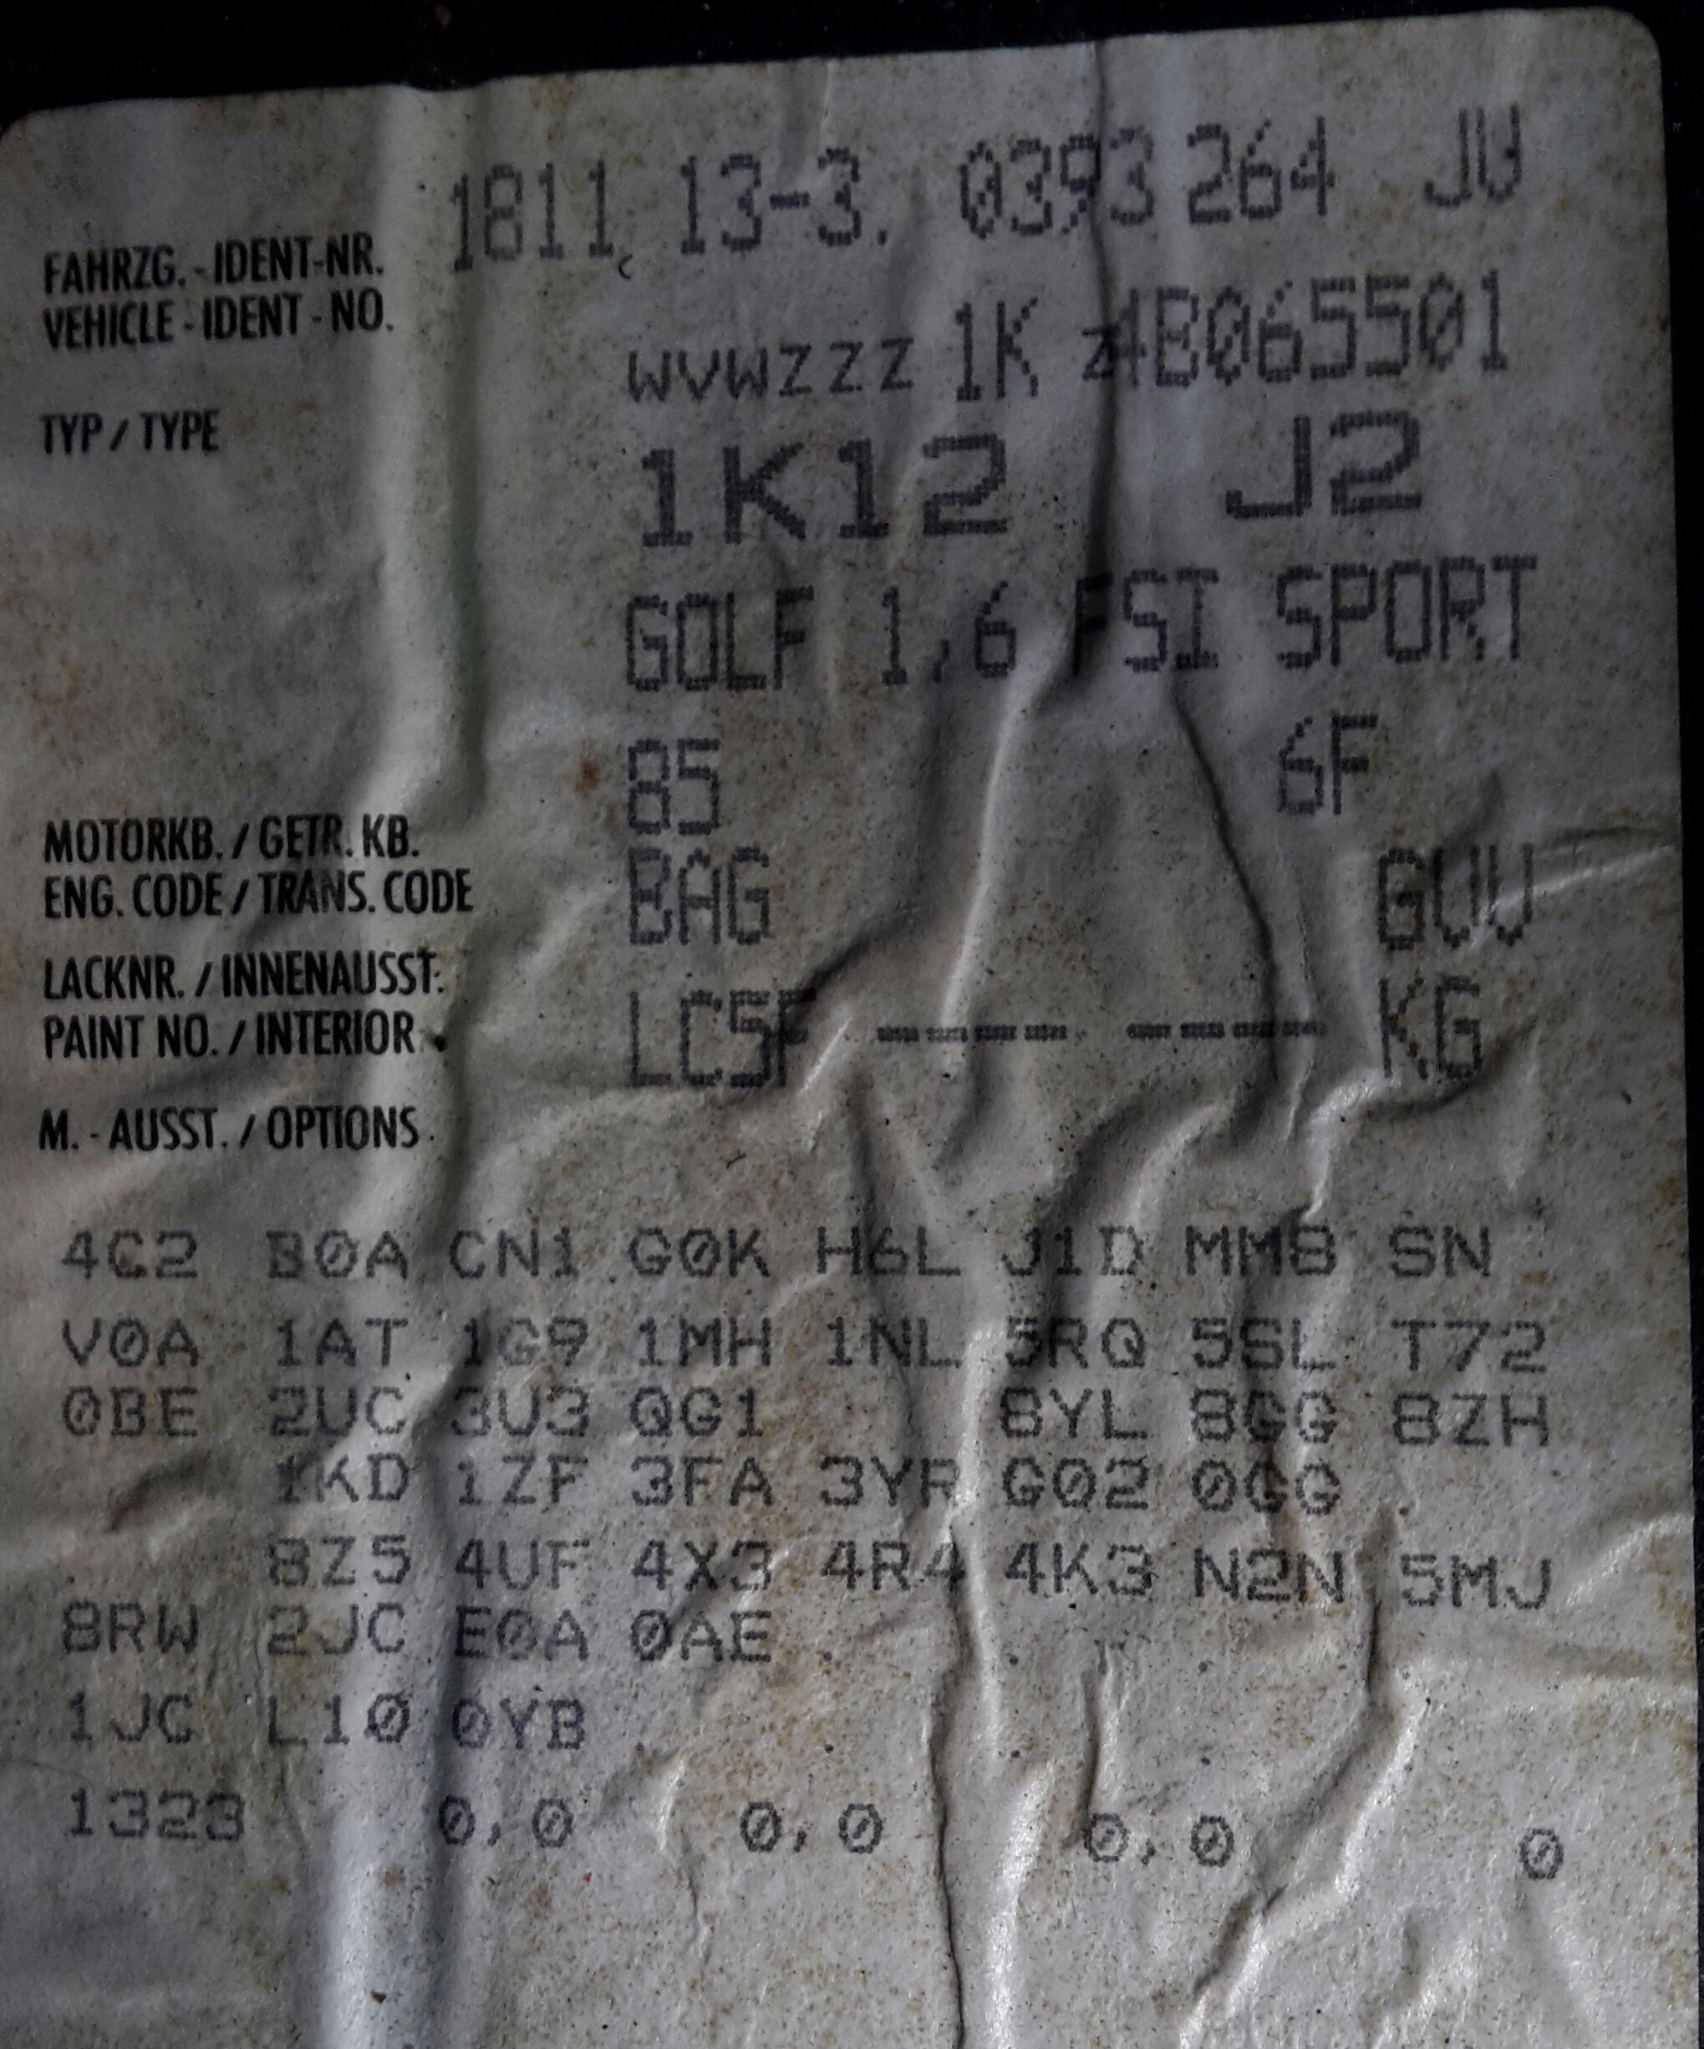 1811 13-3. 0393 264 JU
FAHRZG. - IDENT-NR.
VEHICLE - IDENT - NO.
WVWZZZ 1K Z4B065501
TYP / TYPE
1K12 J2
GOLF 1,6 FSI SPORT
85 6F
MOTORKB. / GETR. KB.
ENG. CODE / TRANS. CODE
BAG GUU
LACKNR. / INNENAUSST.
PAINT NO. / INTERIOR
LC5F ---- ---- KG
M. - AUSST. / OPTIONS
4C2 B0A CN1 G0K H6L J1D MM8 SN
V0A 1AT 1G9 1MH 1NL 5RQ 5SL T72
0BE 2UC 3U3 QG1 8YL 8GG 8ZH
1KD 1ZF 3FA 3YR G02 0GG
8Z5 4UF 4X3 4R4 4K3 N2N 5MJ
8RW 2JC E0A 0AE
1JC L10 0YB
1323 0,0 0,0 0,0 0